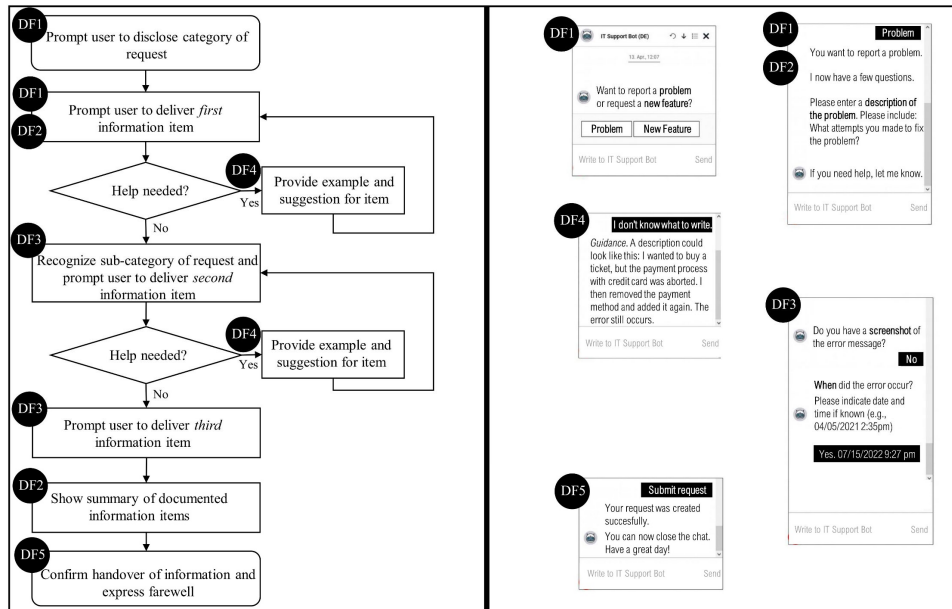 DF1
Prompt user to disclose category of
request
DF1
DF2
Prompt user to deliver first
information item
Help needed?
Yes
No
DF4
Provide example and
suggestion for item
DF3
Recognize sub-category of request and
prompt user to deliver second
information item
Help needed?
Yes
No
DF4
Provide example and
suggestion for item
DF3
Prompt user to deliver third
information item
DF2
Show summary of documented
information items
DF5
Confirm handover of information and
express farewell
DF1
IT Support Bot (DE)
13. Apr., 13:07
Want to report a problem
or request a new feature?
Problem
New Feature
Write to IT Support Bot
Send
DF1
DF2
Problem
You want to report a problem.
I now have a few questions.
Please enter a description of
the problem. Please include:
What attempts you made to fix
the problem?
If you need help, let me know.
Write to IT Support Bot
Send
DF4
I don't know what to write.
Guidance. A description could
look like this: I wanted to buy a
ticket, but the payment process
with credit card was aborted. I
then removed the payment
method and added it again. The
error still occurs.
Write to IT Support Bot
Send
DF3
Do you have a screenshot of
the error message?
No
When did the error occur?
Please indicate date and
time if known (e.g.,
04/05/2021 2:35pm)
Yes. 07/15/2022 9:27 pm
Write to IT Support Bot
Send
DF5
Submit request
Your request was created
succesfully.
You can now close the chat.
Have a great day!
Write to IT Support Bot
Send